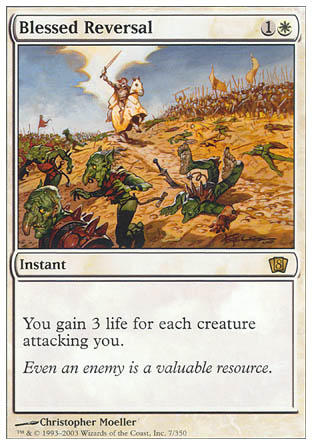 Blessed Reversal 1
Instant 8
You gain 3 life for each creature
attacking you.
Even an enemy is a valuable resource.
Christopher Moeller
™ & © 1993–2003 Wizards of the Coast, Inc. 7/350